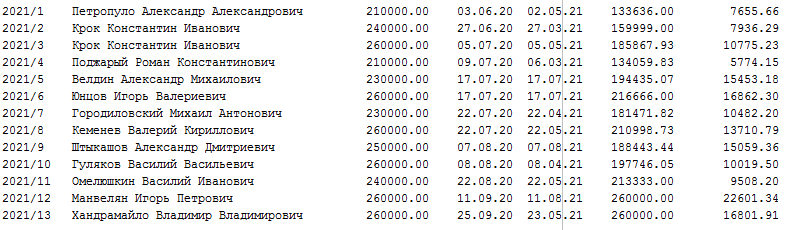 2021/1 Петропуло Александр Александрович 210000.00 03.06.20 02.05.21 133636.00 7655.66
2021/2 Крок Константин Иванович 240000.00 27.06.20 27.03.21 159999.00 7936.29
2021/3 Крок Константин Иванович 260000.00 05.07.20 05.05.21 185867.93 10775.23
2021/4 Поджарый Роман Константинович 210000.00 09.07.20 06.03.21 134059.83 5774.15
2021/5 Велдин Александр Михаилович 230000.00 17.07.20 17.07.21 194435.07 15453.18
2021/6 Юнцов Игорь Валериевич 260000.00 17.07.20 17.07.21 216666.00 16862.30
2021/7 Городиловский Михаил Антонович 230000.00 22.07.20 22.04.21 181471.82 10482.20
2021/8 Кеменев Валерий Кириллович 260000.00 22.07.20 22.05.21 210998.73 13710.79
2021/9 Штыкашов Александр Дмитриевич 250000.00 07.08.20 07.08.21 188443.44 15059.36
2021/10 Гуляков Василий Васильевич 260000.00 08.08.20 08.04.21 197746.05 10019.50
2021/11 Омелюшкин Василий Иванович 240000.00 22.08.20 22.05.21 213333.00 9508.20
2021/12 Манвелян Игорь Петрович 260000.00 11.09.20 11.08.21 260000.00 22601.34
2021/13 Хандрамайло Владимир Владимирович 260000.00 25.09.20 23.05.21 260000.00 16801.91